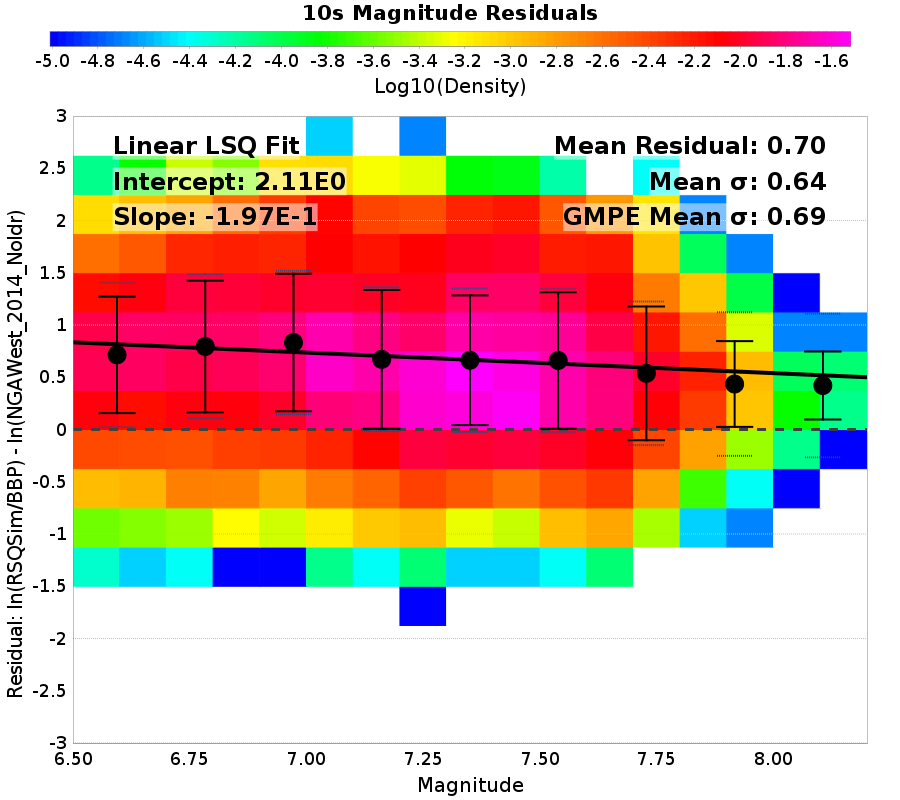 10s Magnitude Residuals
-5.0 -4.8 -4.6 -4.4 -4.2 -4.0 -3.8 -3.6 -3.4 -3.2 -3.0 -2.8 -2.6 -2.4 -2.2 -2.0 -1.8 -1.6
Log10(Density)
Linear LSQ Fit
Intercept: 2.11E0
Slope: -1.97E-1
Mean Residual: 0.70
Mean σ: 0.64
GMPE Mean σ: 0.69
Residual: ln(RSQSim/BBP) - ln(NGAWest_2014_NoIdr)
3
2.5
2
1.5
1
0.5
0
-0.5
-1
-1.5
-2
-2.5
-3
6.50 6.75 7.00 7.25 7.50 7.75 8.00
Magnitude